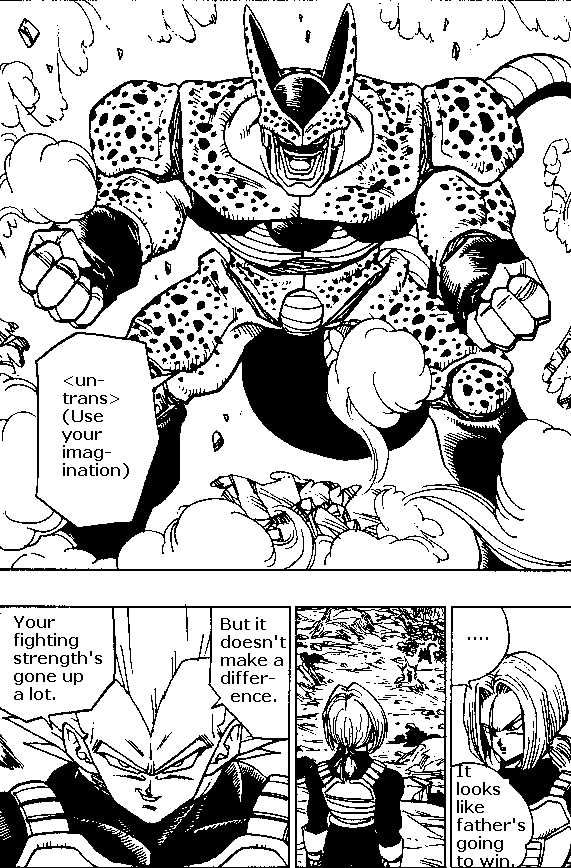 <un-
trans>
(Use
your
imag-
ination)
Your
fighting
strength's
gone up
a lot.
But it
doesn't
make a
differ-
ence.
....
It
looks
like
father's
going
to win.